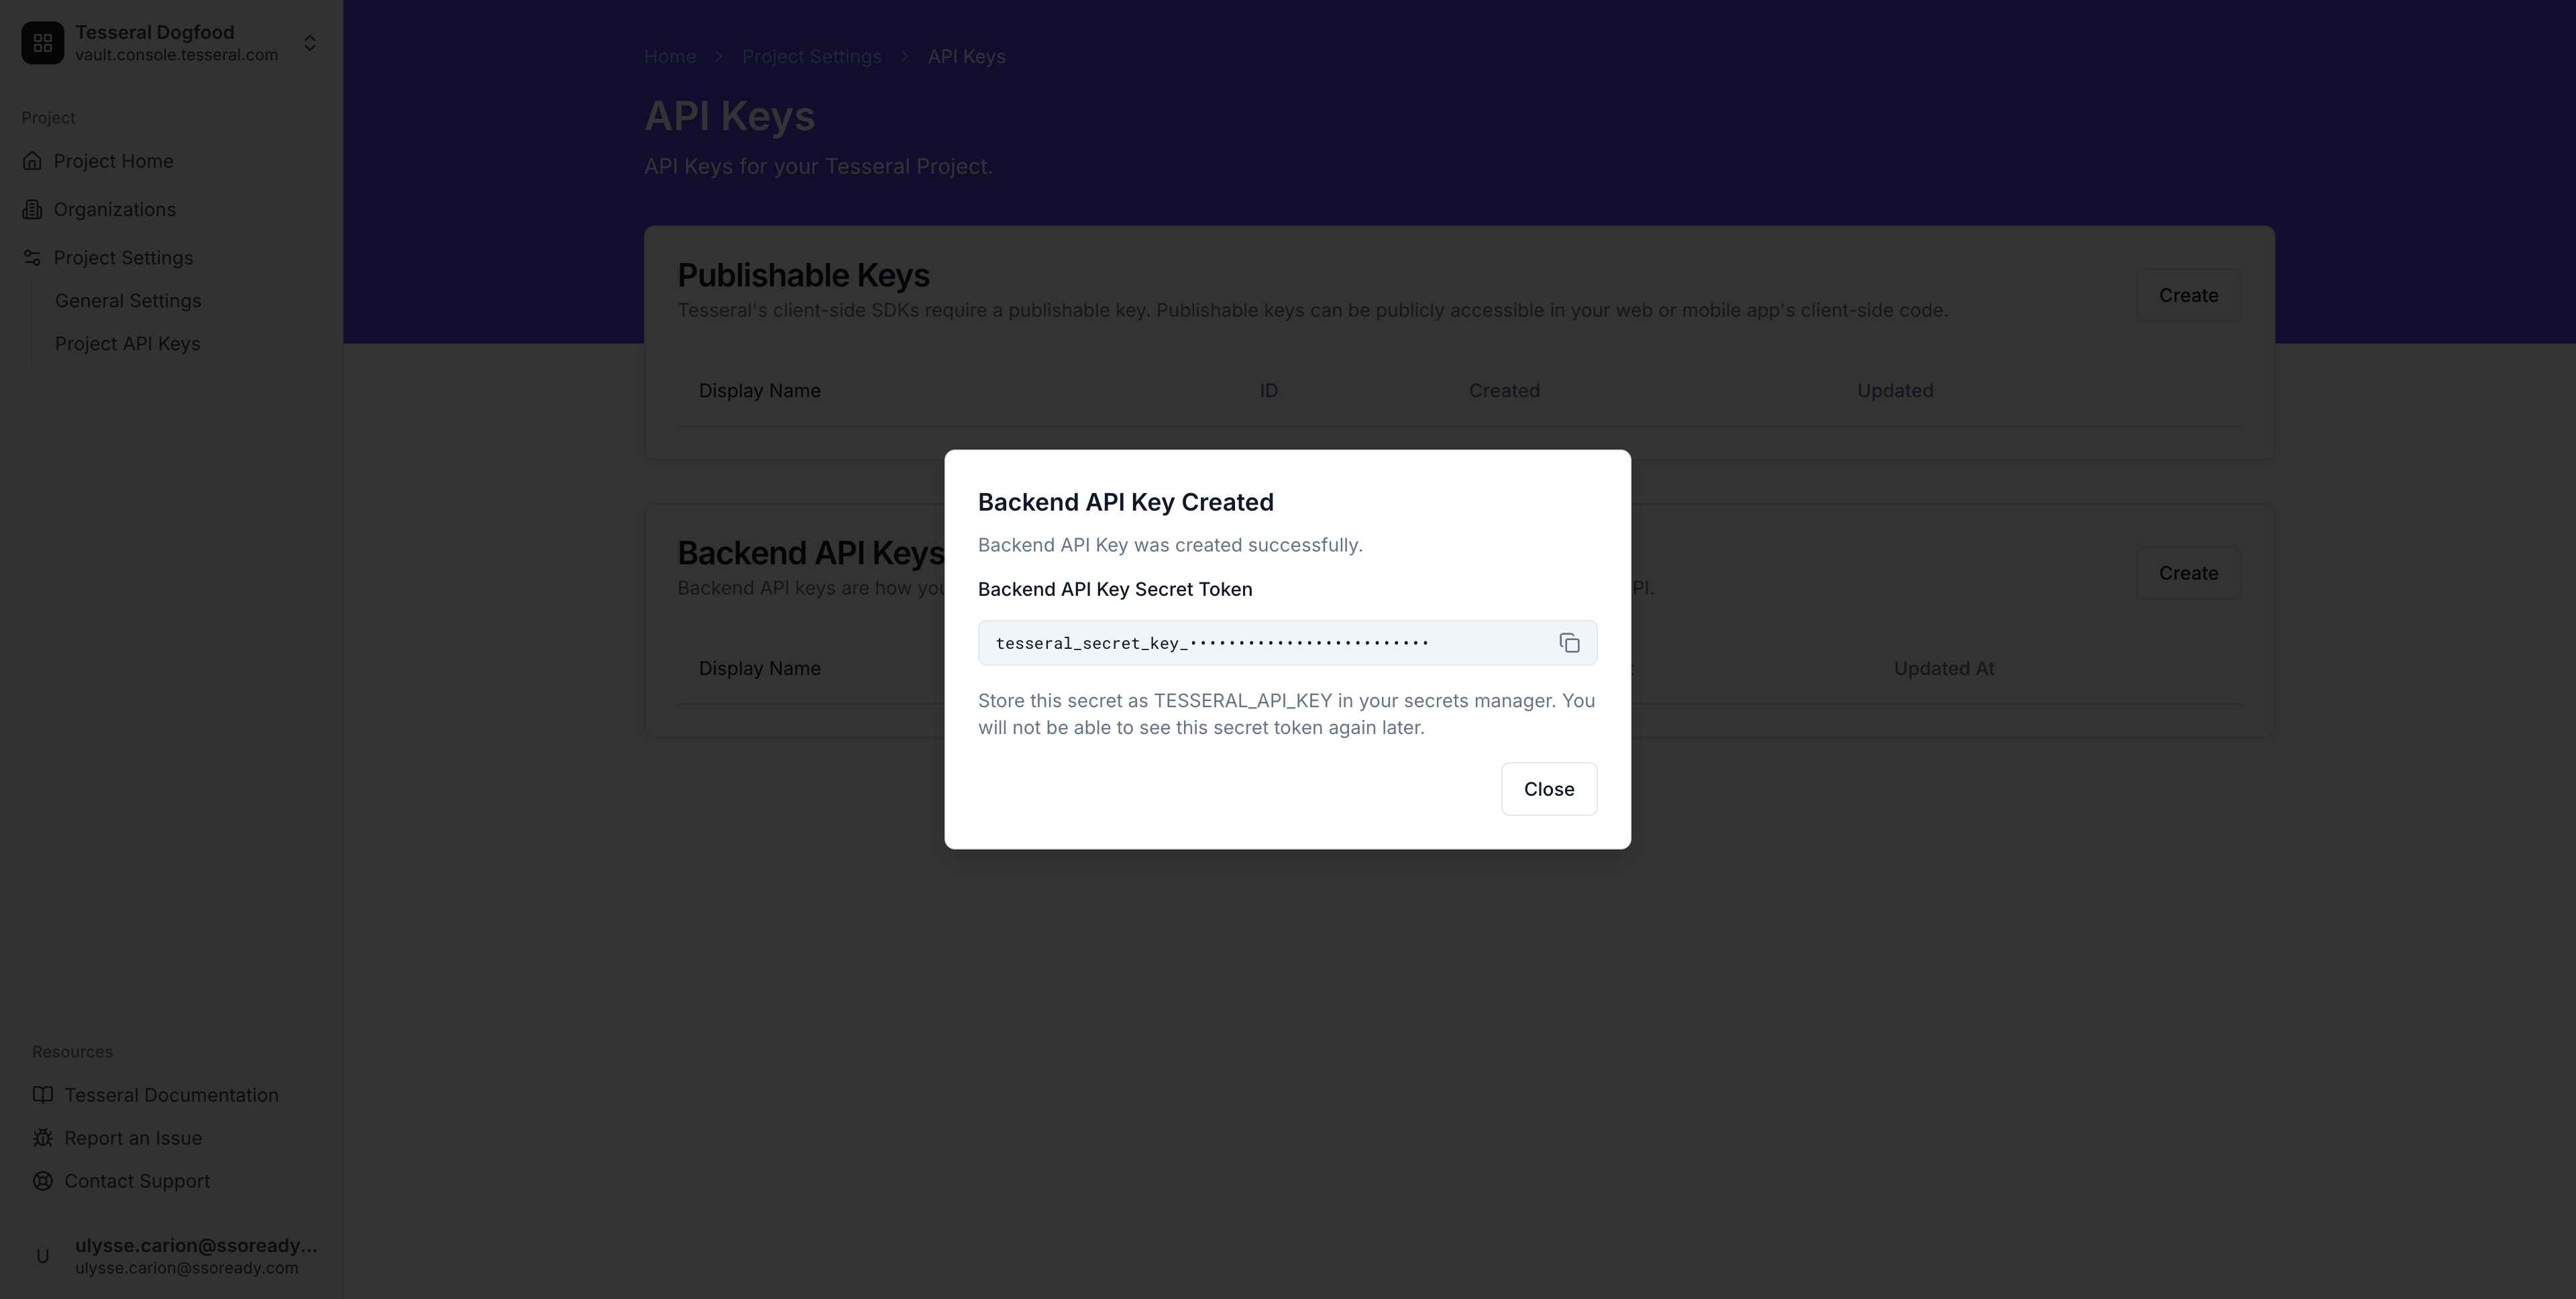 Tesseral Dogfood
vault.console.tesseral.com
Project
Project Home
Organizations
Project Settings
General Settings
Project API Keys
Resources
Tesseral Documentation
Report an Issue
Contact Support
U
ulysse.carion@ssoready...
ulysse.carion@ssoready.com
Home > Project Settings > API Keys
API Keys
API Keys for your Tesseral Project.
Publishable Keys
Tesseral's client-side SDKs require a publishable key. Publishable keys can be publicly accessible in your web or mobile app's client-side code.
Create
Display Name ID Created Updated
Backend API Keys
Backend API keys are how
Create
Display Name Updated At
Backend API Key Created
Backend API Key was created successfully.
Backend API Key Secret Token
tesseral_secret_key_•••••••••••••••••••••••••
Store this secret as TESSERAL_API_KEY in your secrets manager. You
will not be able to see this secret token again later.
Close